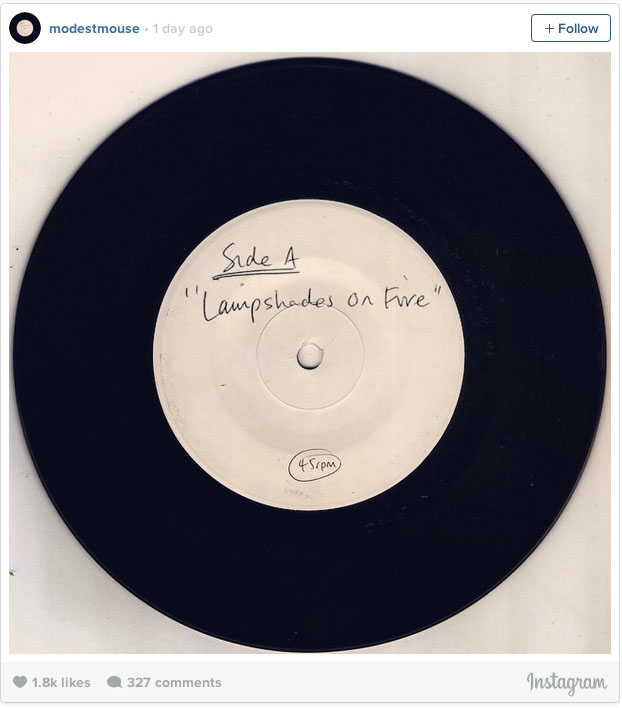 modestmouse • 1 day ago
+ Follow
Side A
"Lampshades on Fire"
45rpm
1.8k likes 327 comments Instagram